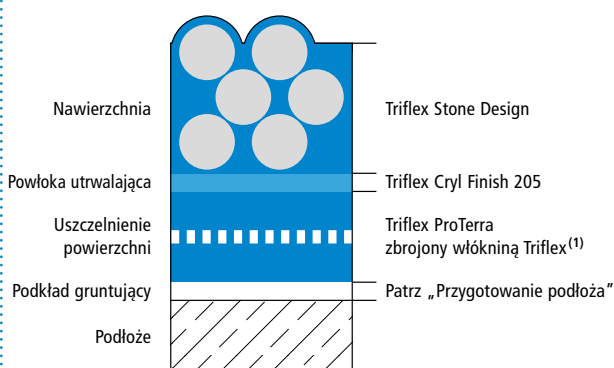 Nawierzchnia
Triflex Stone Design
Powłoka utrwalająca
Triflex Cryl Finish 205
Uszczelnienie
powierzchni
Triflex ProTerra
zbrojony włókniną Triflex(1)
Podkład gruntujący
Patrz „Przygotowanie podłoża”
Podłoże